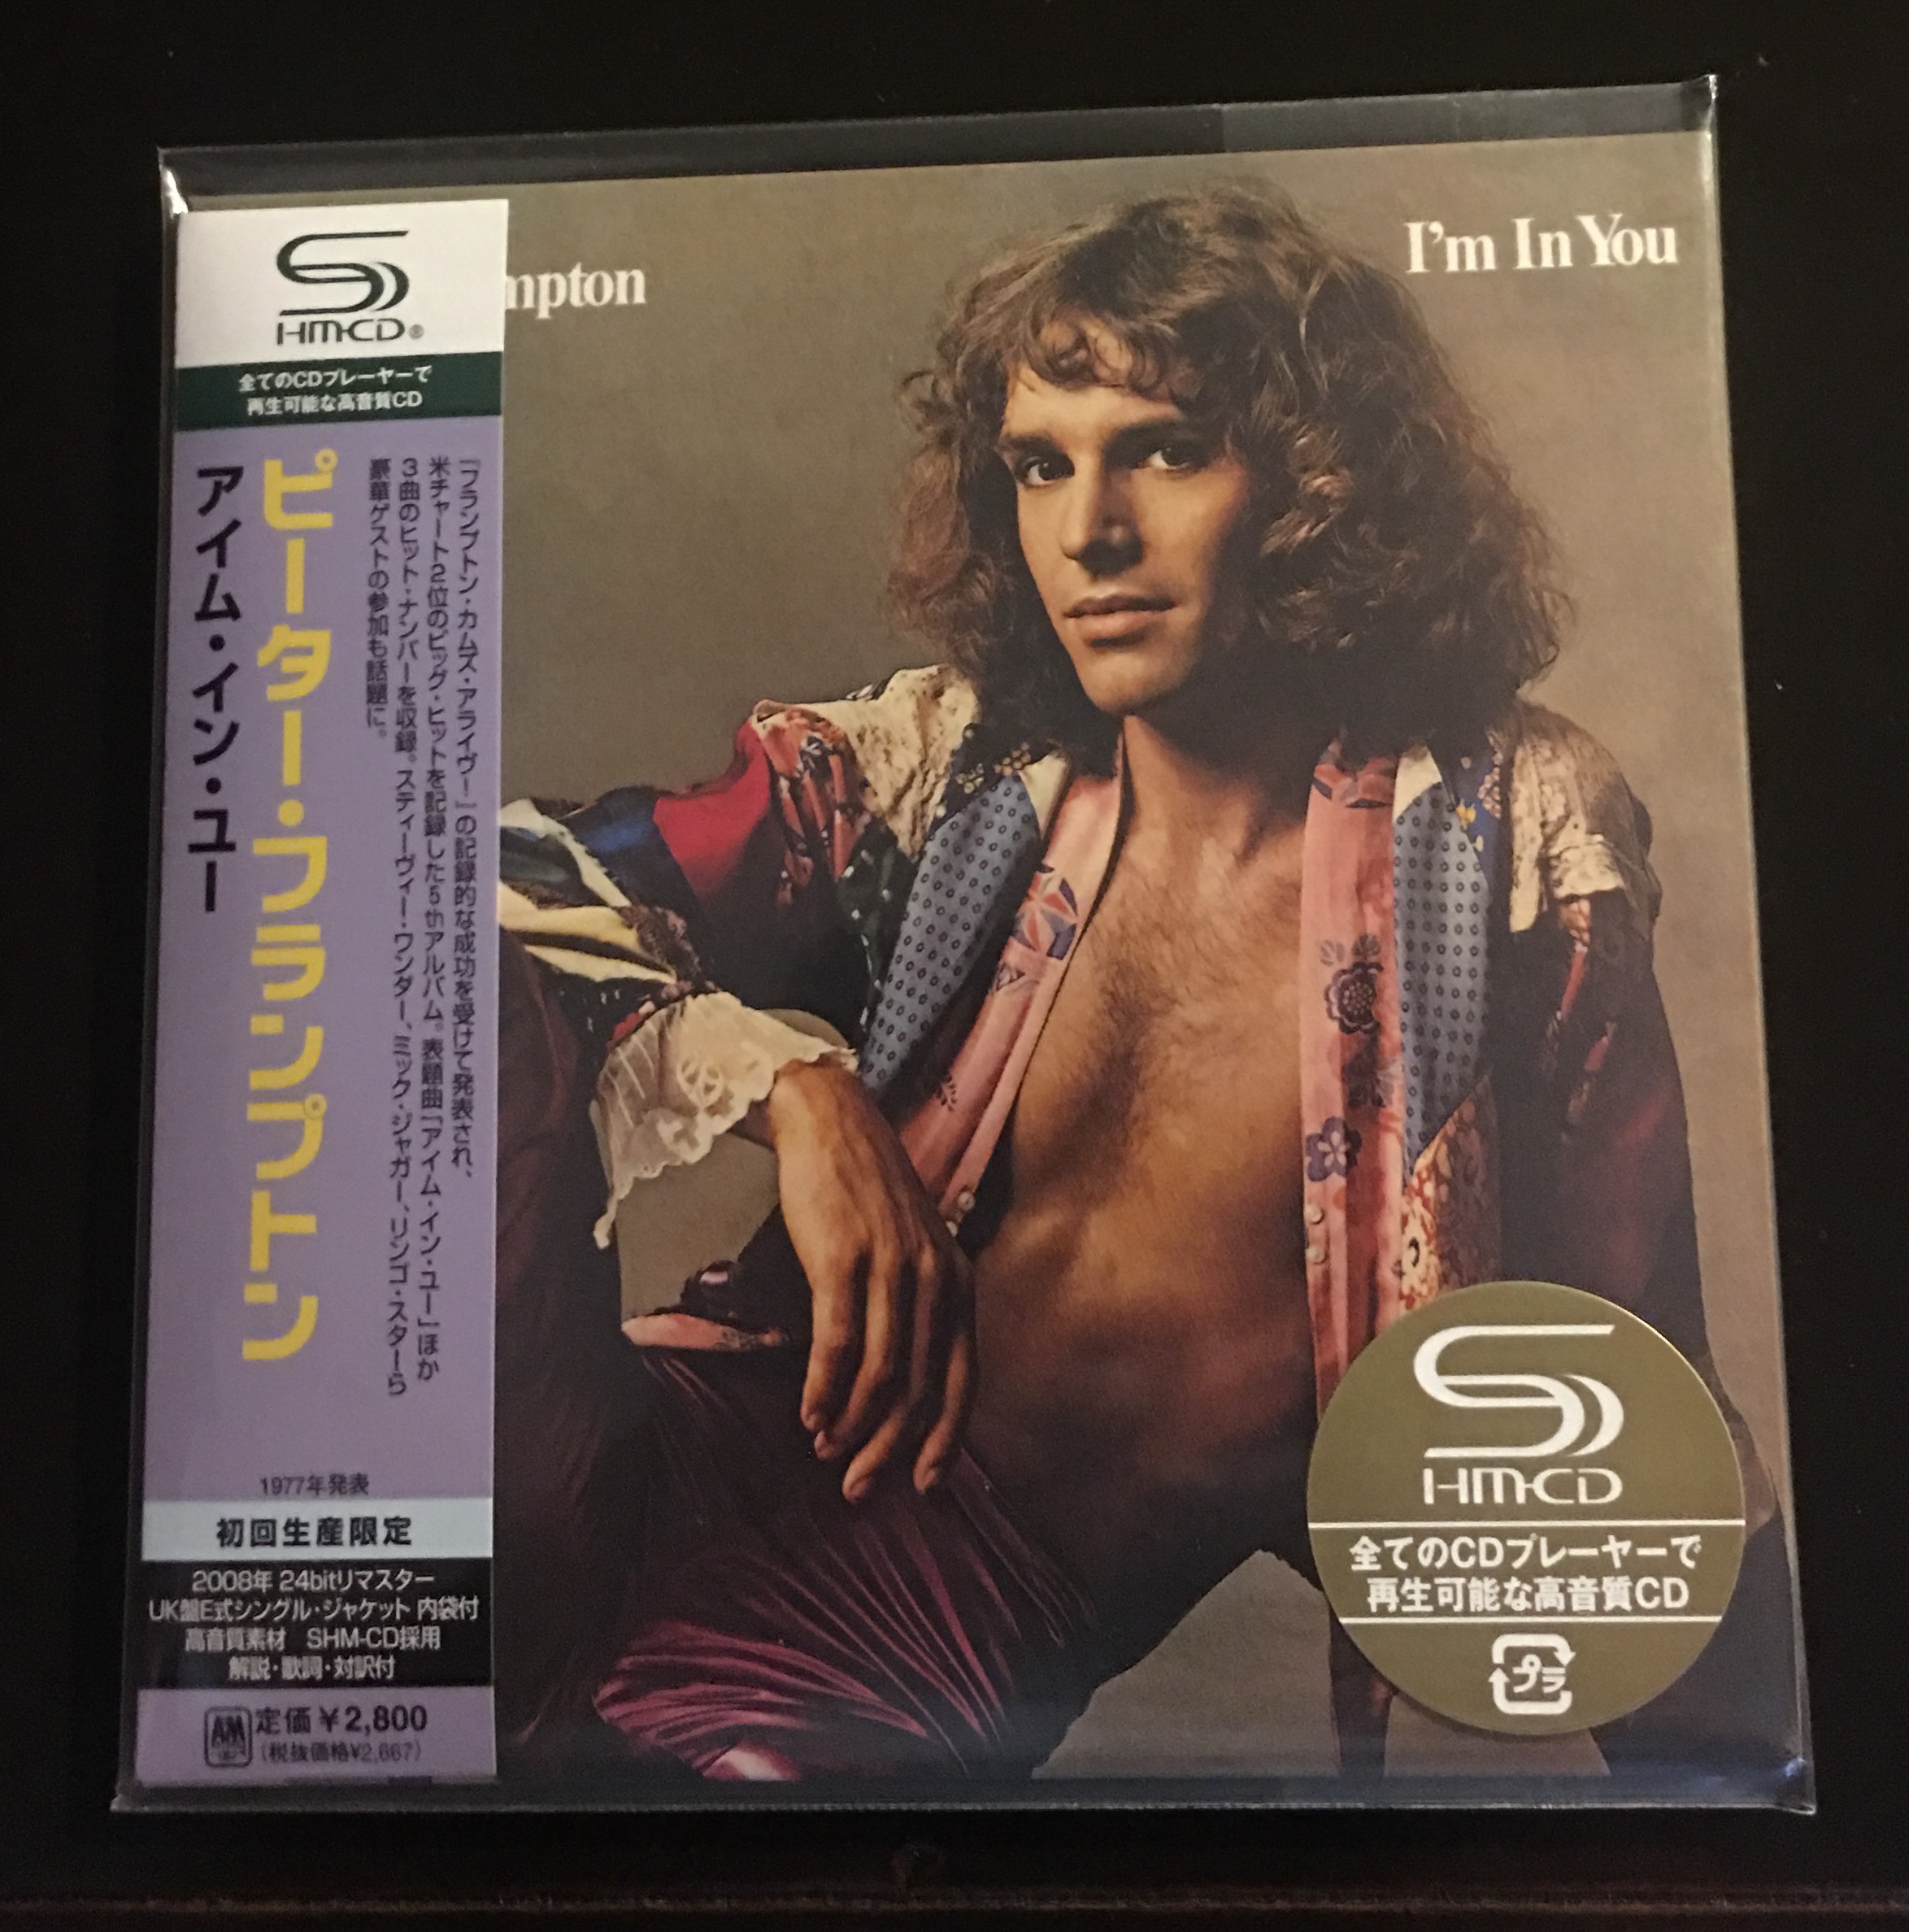 SHM-CD®
全てのCDプレーヤーで
再生可能な高音質CD
『フランプトン・カムズ・アライヴ!』の記録的な成功を受けて発表され、
米チャート2位のビッグ・ヒットを記録した5thアルバム。表題曲「アイム・イン・ユー」ほか
3曲のヒット・ナンバーを収録。スティーヴィー・ワンダー、ミック・ジャガー、リンゴ・スターら
豪華ゲストの参加も話題に。
ピーター・フランプトン
アイム・イン・ユー
1977年発表
初回生産限定
2008年 24bitリマスター
UK盤E式シングル・ジャケット 内袋付
高音質素材 SHM-CD採用
解説・歌詞・対訳付
A&M
定価￥2,800
(税抜価格¥2,667)
mpton
I'm In You
SHM-CD
全てのCDプレーヤーで
再生可能な高音質CD
プラ